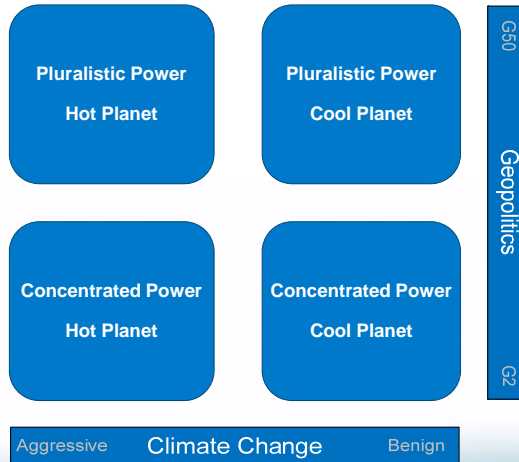 Pluralistic Power
Hot Planet
Pluralistic Power
Cool Planet
G50
Geopolitics
G2
Concentrated Power
Hot Planet
Concentrated Power
Cool Planet
Aggressive Climate Change Benign